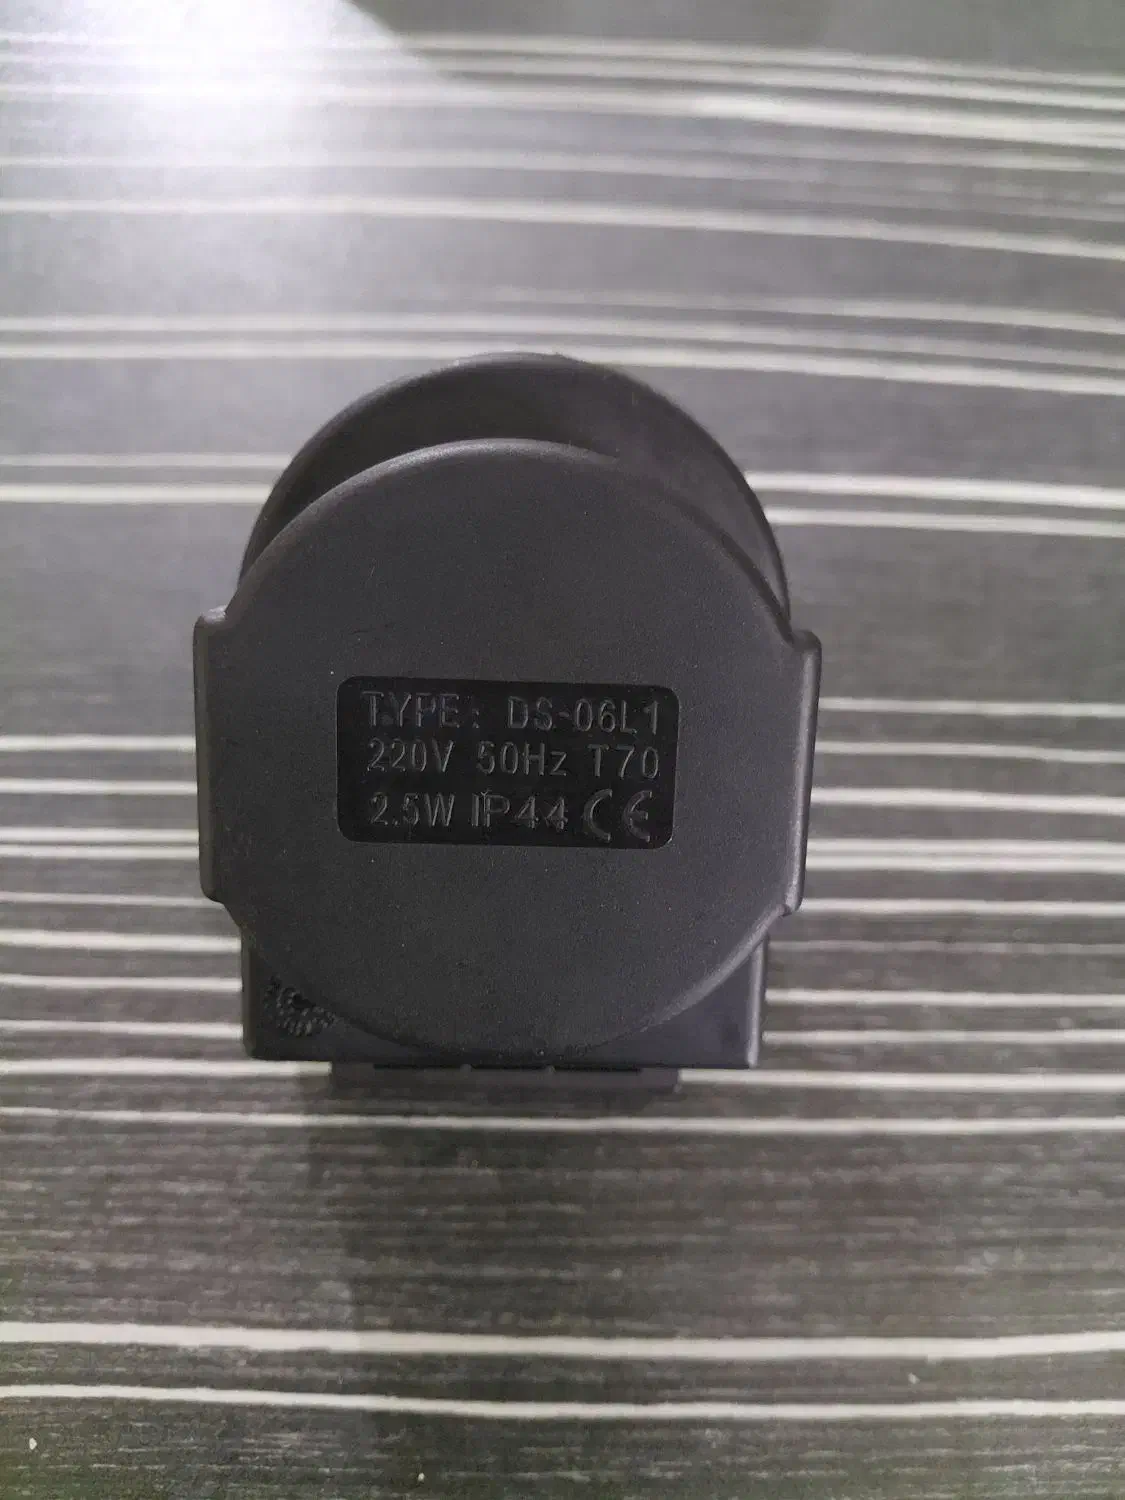 TYPE: DS-06L1
220V 50Hz T70
2.5W IP44 CE